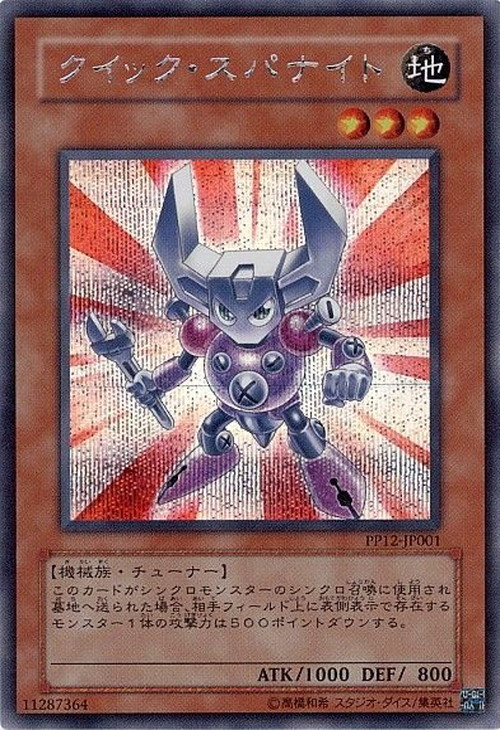 クイック・スパナイト
地
PP12-JP001
【機械族・チューナー】
このカードがシンクロモンスターのシンクロ召喚に使用され
墓地へ送られた場合、相手フィールド上に表側表示で存在する
モンスター1体の攻撃力は500ポイントダウンする。
ATK/1000 DEF/ 800
11287364 ©高橋和希 スタジオ・ダイス/集英社